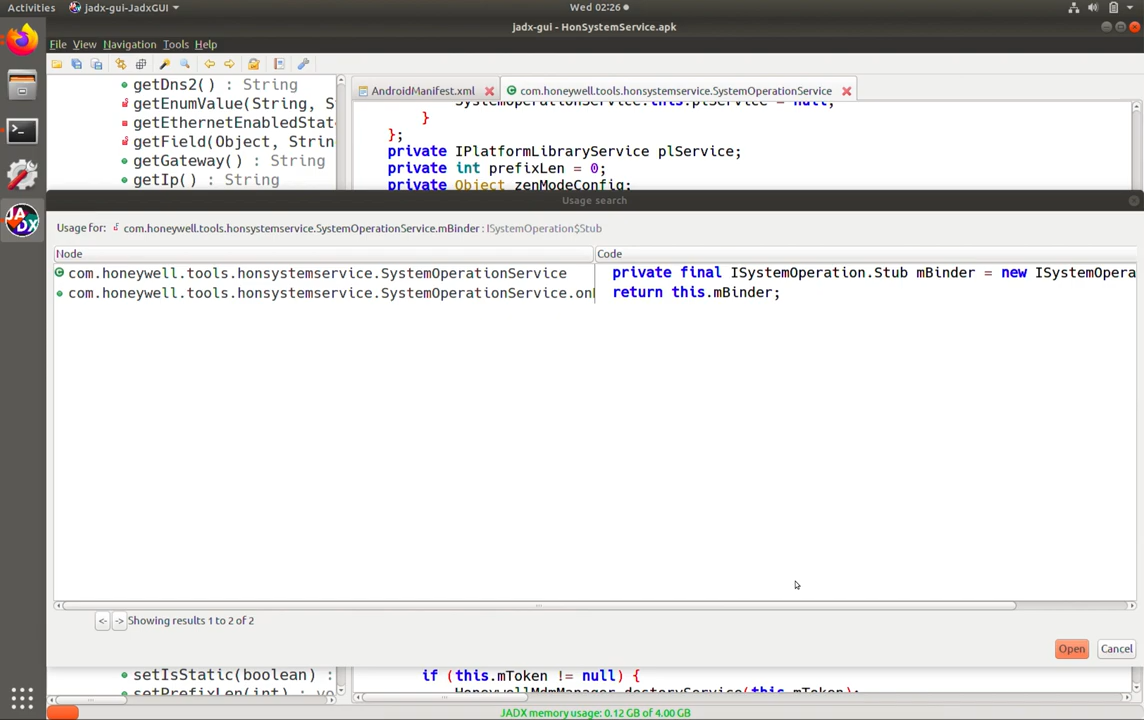 Activities jadx-gui-JadxGUI Wed 02:26
jadx-gui - HonSystemService.apk
File View Navigation Tools Help
getDns2() : String
getEnumValue(String, S
getEthernetEnabledStat
getField(Object, Strin
getGateway() : String
getIp() : String
AndroidManifest.xml com.honeywell.tools.honsystemservice.SystemOperationService
SystemOperationService.this.plService = null;
}
};
private IPlatformLibraryService plService;
private int prefixLen = 0;
private Object zenModeConfig;
Usage search
Usage for: com.honeywell.tools.honsystemservice.SystemOperationService.mBinder : ISystemOperation$Stub
Node Code
com.honeywell.tools.honsystemservice.SystemOperationService private final ISystemOperation.Stub mBinder = new ISystemOpera
com.honeywell.tools.honsystemservice.SystemOperationService.on return this.mBinder;
<- -> Showing results 1 to 2 of 2
Open Cancel
setIsStatic(boolean) :
setPrefixLen(int) : vo
if (this.mToken != null) {
HoneywellMdmManager.destoryService(this.mToken);
JADX memory usage: 0.12 GB of 4.00 GB
JADX